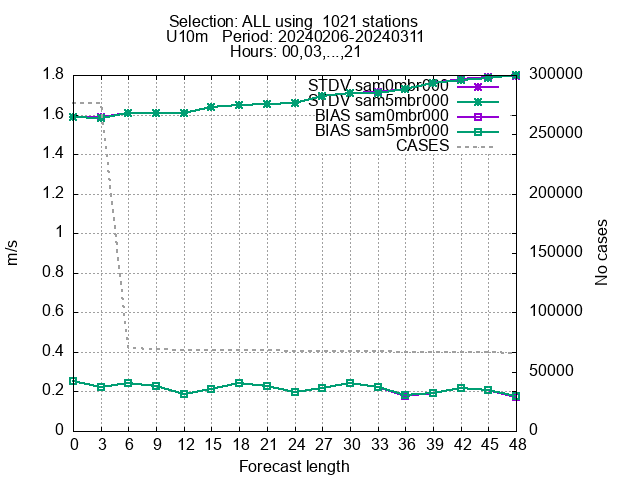 Selection: ALL using  1021 stations
U10m   Period: 20240206-20240311
Hours: 00,03,...,21
STDV sam0mbr000
STDV sam5mbr000
BIAS sam0mbr000
BIAS sam5mbr000
CASES
1.8
1.6
1.4
1.2
1
0.8
0.6
0.4
0.2
0
m/s
300000
250000
200000
150000
100000
50000
0
No cases
0 3 6 9 12 15 18 21 24 27 30 33 36 39 42 45 48
Forecast length